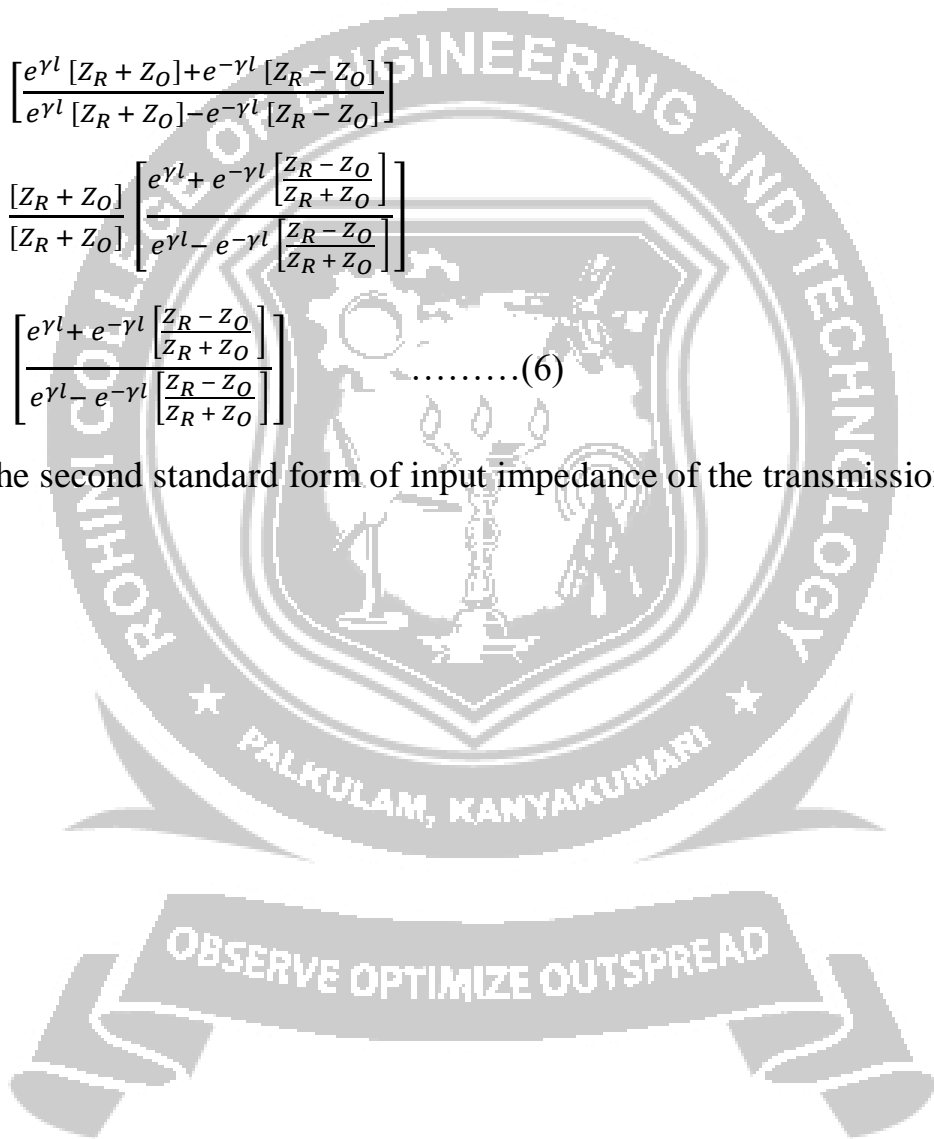 [e^{γl} [Z_R + Z_O]+e^{-γl} [Z_R − Z_O] / e^{γl} [Z_R + Z_O]−e^{-γl} [Z_R − Z_O]]
[Z_R + Z_O] / [Z_R + Z_O] [e^{γl}+ e^{-γl} [Z_R − Z_O / Z_R + Z_O] / e^{γl}− e^{-γl} [Z_R − Z_O / Z_R + Z_O]]
[e^{γl}+ e^{-γl} [Z_R − Z_O / Z_R + Z_O] / e^{γl}− e^{-γl} [Z_R − Z_O / Z_R + Z_O]] ………(6)
second standard form of input impedance of the
ROHINI COLLEGE OF ENGINEERING AND TECHNOLOGY
PALKULAM, KANYAKUMARI
OBSERVE OPTIMIZE OUTSPREAD